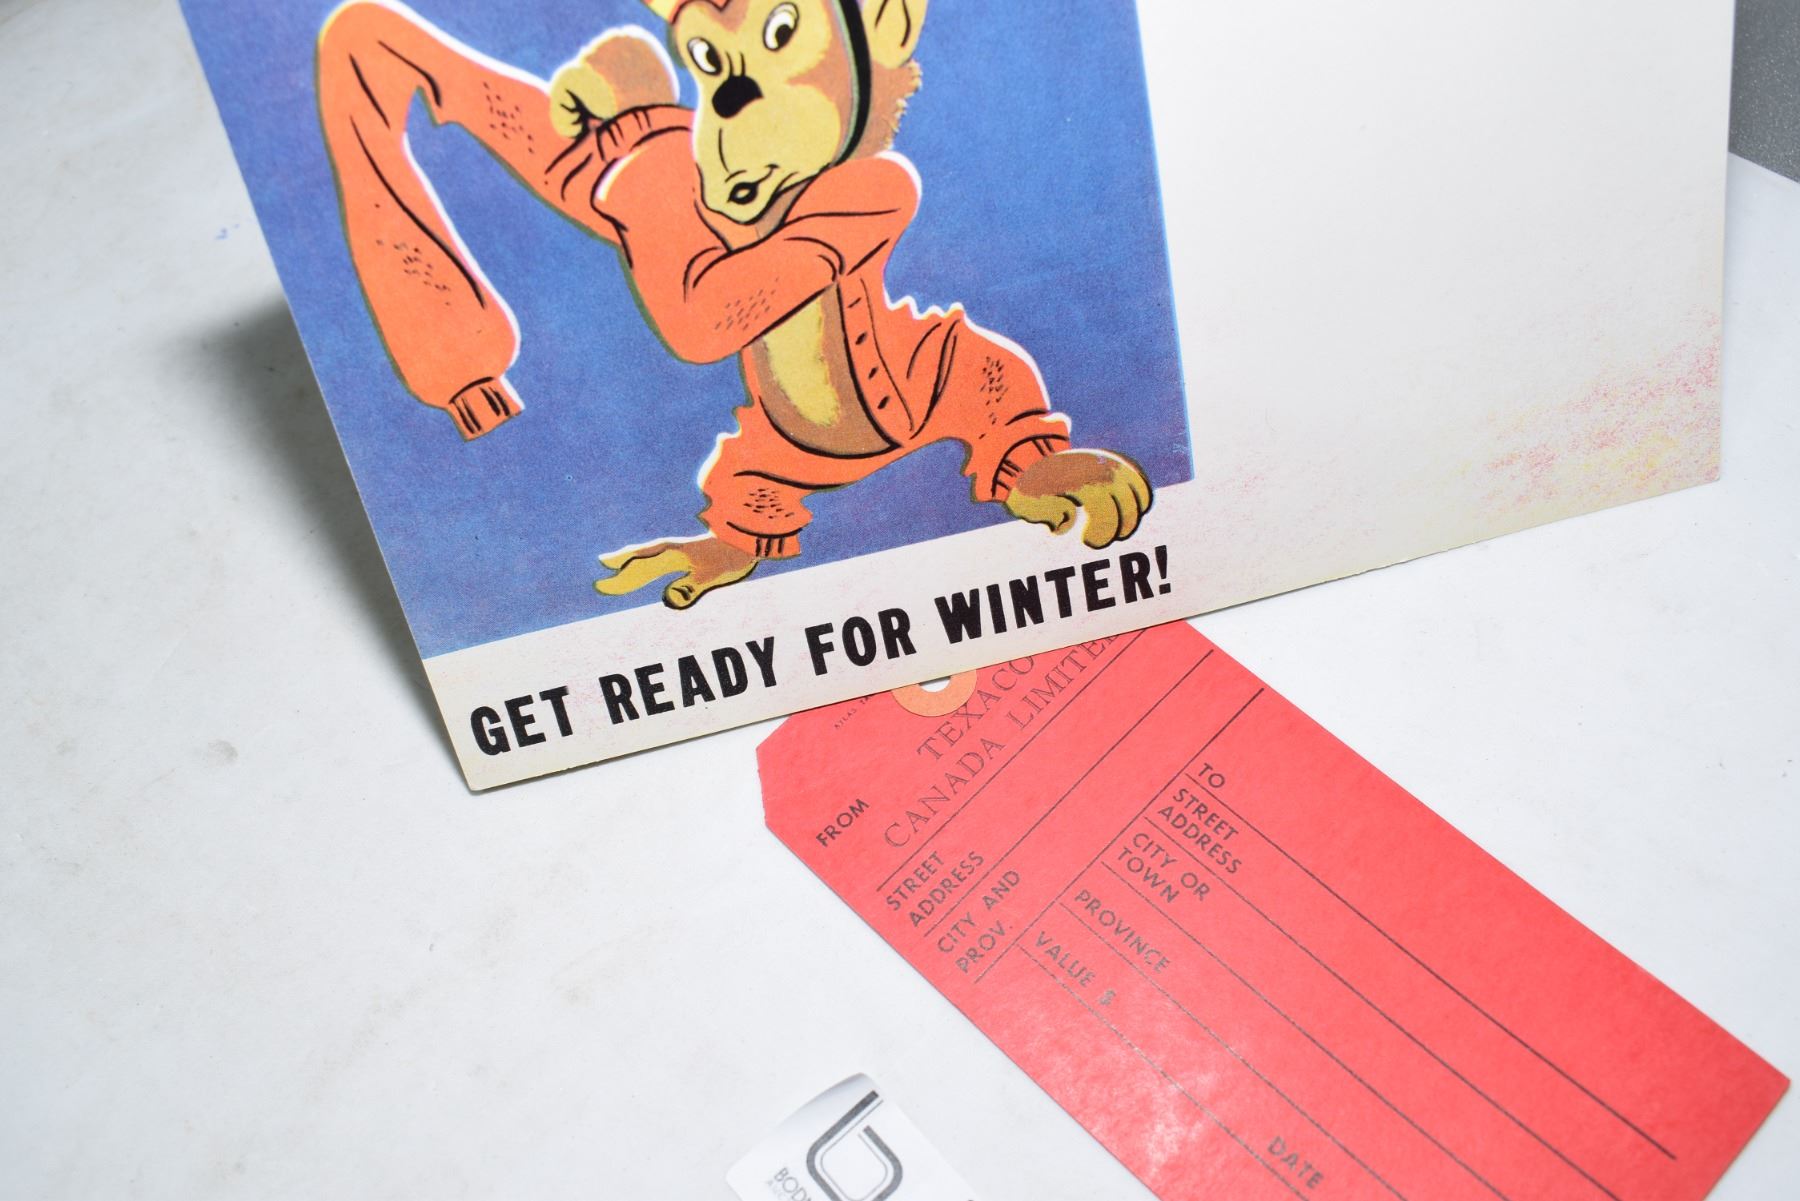 GET READY FOR WINTER!
FROM
TEXACO
CANADA LIMITED
STREET
ADDRESS
CITY AND
PROV.
TO
STREET
ADDRESS
CITY OR
TOWN
PROVINCE
VALUE $
DATE